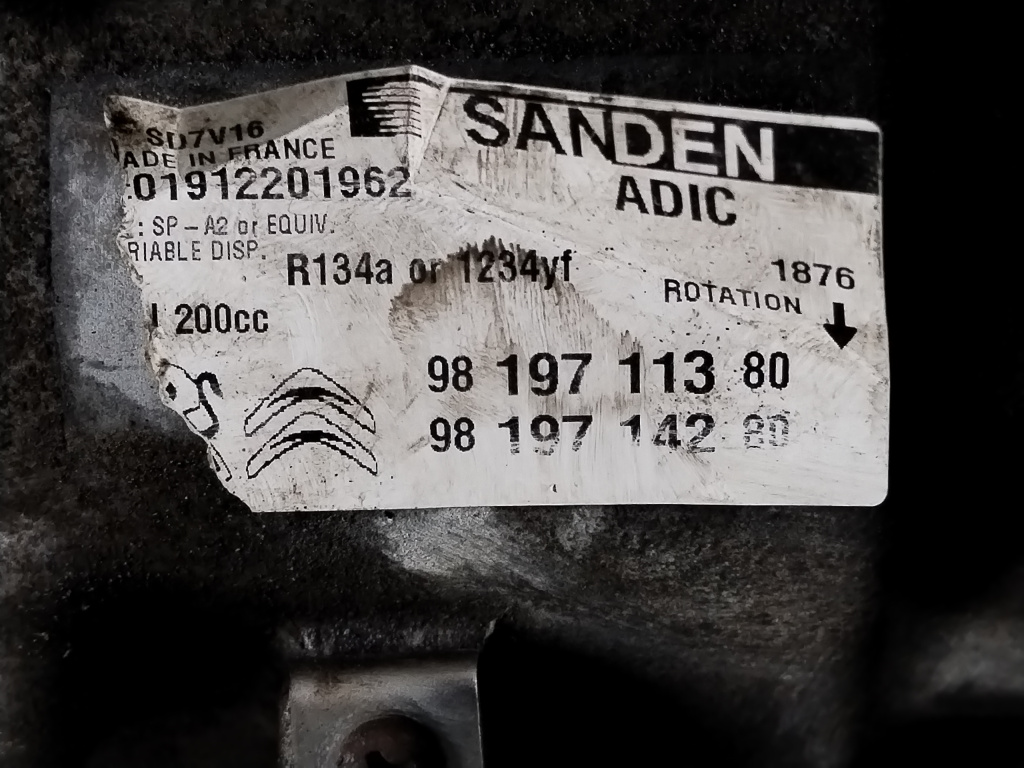 SANDEN
SD7V16
ADE IN FRANCE
01912201962
ADIC
: SP - A2 or EQUIV.
RIABLE DISP.
R134a or 1234yf
1876
ROTATION
200cc
98 197 113 80
98 197 142 80